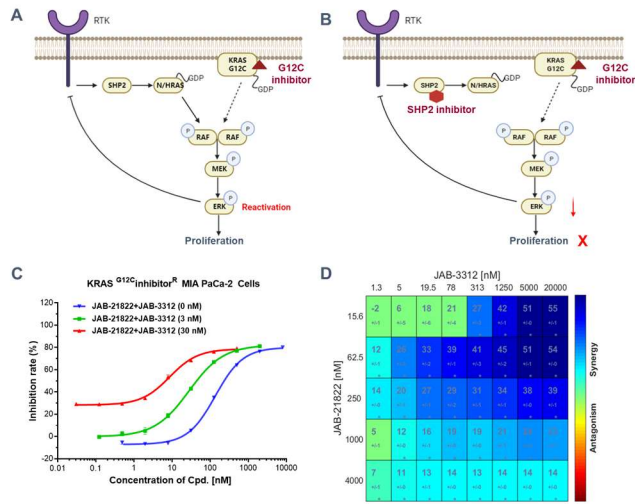 A
RTK
KRAS
G12C
G12C
inhibitor
GDP
GDP
SHP2
N/HRAS
P
P
RAF
RAF
P
MEK
P
ERK
Reactivation
Proliferation
B
RTK
KRAS
G12C
G12C
inhibitor
GDP
GDP
SHP2
N/HRAS
SHP2 inhibitor
P
P
RAF
RAF
P
MEK
P
ERK
Proliferation
X
C
KRAS G12C inhibitor R MIA PaCa-2 Cells
JAB-21822+JAB-3312 (0 nM)
JAB-21822+JAB-3312 (3 nM)
JAB-21822+JAB-3312 (30 nM)
Inhibition rate (%)
120
100
80
60
40
20
0
-20
0.01
0.1
1
10
100
1000
10000
Concentration of Cpd. [nM]
D
JAB-3312 [nM]
1.3 5 19.5 78 313 1250 5000 20000
JAB-21822 [nM]
15.6 -2 6 18 21 27 42 51 55
62.5 12 33 39 41 45 51 54
250 14 20 27 29 31 34 38 39
1000 5 12 16 19 19 21
4000 7 11 13 14 13 14 14 14
Synergy
Antagonism